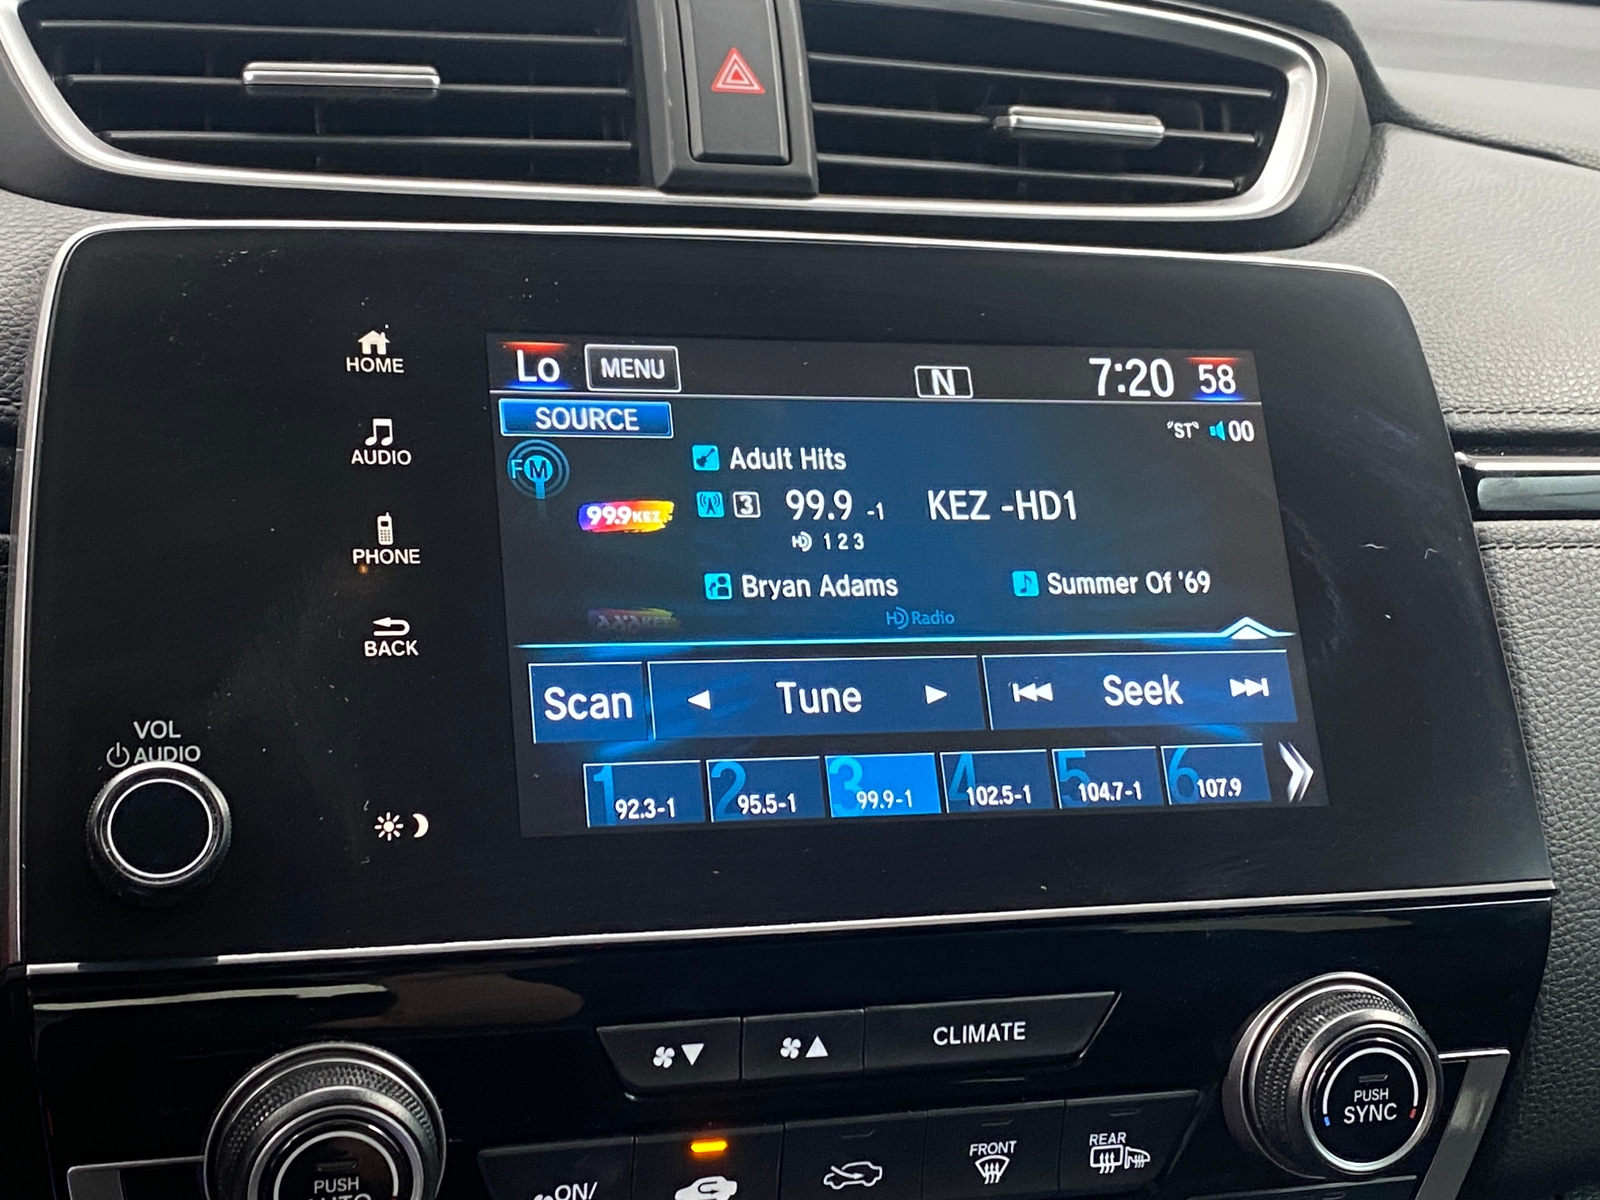 HOME
AUDIO
PHONE
BACK
VOL
AUDIO
Lo MENU N 7:20 58
SOURCE
"ST" 00
FM
Adult Hits
99.9 KEZ
3 99.9 -1 KEZ -HD1
HD 1 2 3
Bryan Adams Summer Of '69
HD Radio
Scan Tune Seek
1 92.3-1 2 95.5-1 3 99.9-1 4 102.5-1 5 104.7-1 6 107.9
CLIMATE
PUSH
SYNC
FRONT
REAR
ON/
PUSH
AUTO